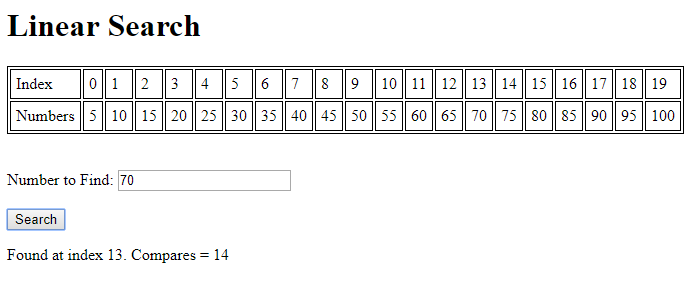 Linear Search
Index 0 1 2 3 4 5 6 7 8 9 10 11 12 13 14 15 16 17 18 19
Numbers 5 10 15 20 25 30 35 40 45 50 55 60 65 70 75 80 85 90 95 100
Number to Find: 70
Search
Found at index 13. Compares = 14